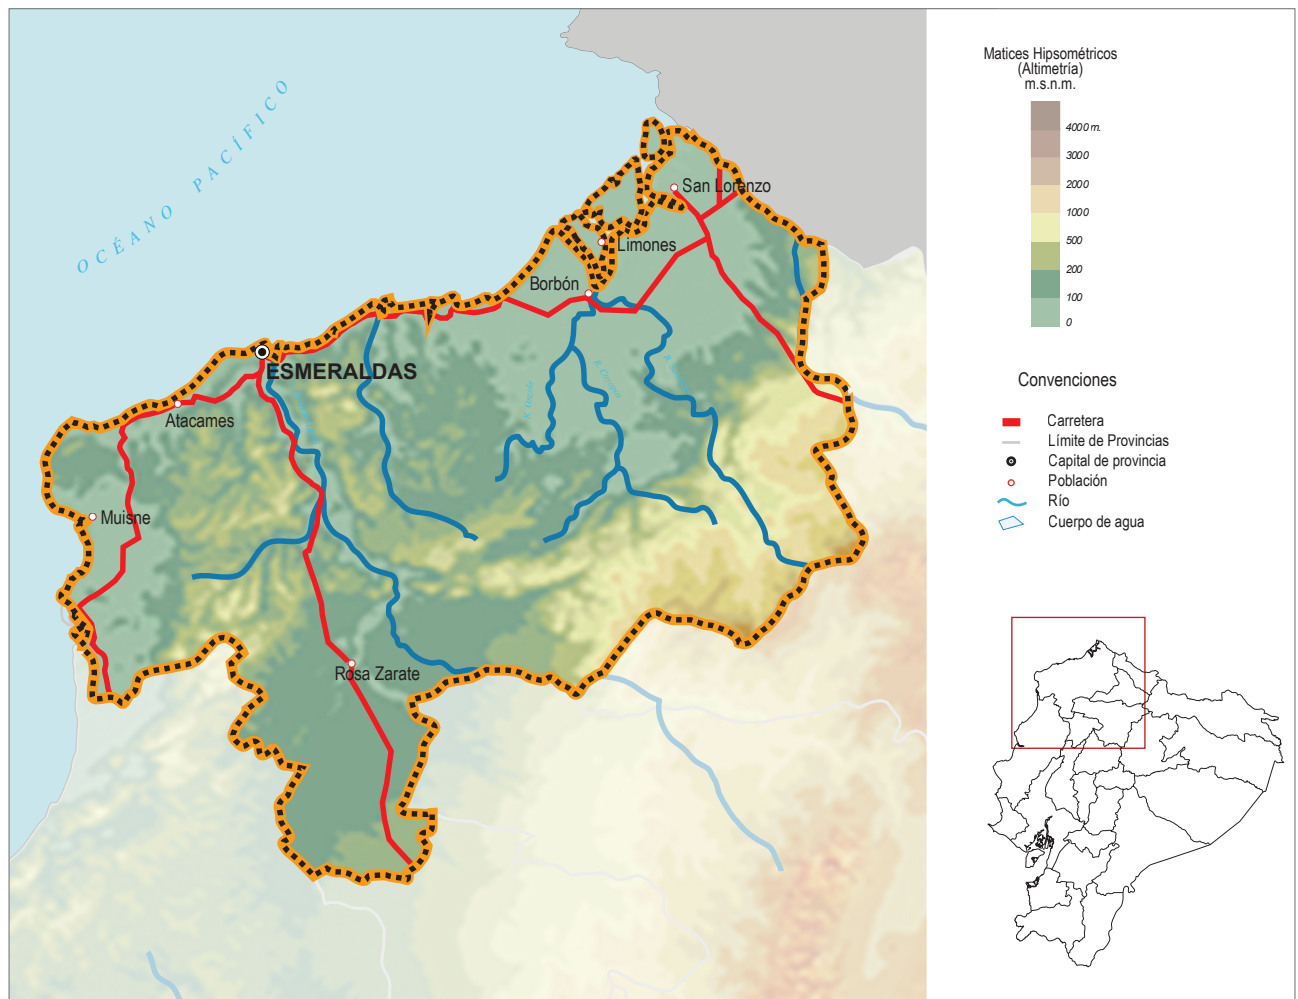 OCÉANO PACÍFICO
San Lorenzo
Limones
Borbón
ESMERALDAS
Atacames
Muisne
Rosa Zarate
Matices Hipsométricos
(Altimetría)
m.s.n.m.
4000 m.
3000
2000
1000
500
200
100
0
Convenciones
Carretera
Límite de Provincias
Capital de provincia
Población
Río
Cuerpo de agua